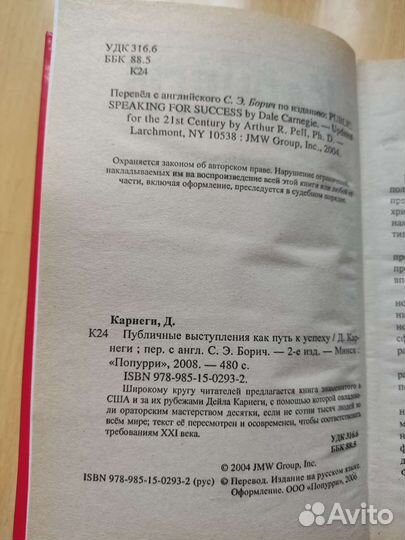 УДК 316.6
ББК 88.5
К24
Перевёл с английского С. Э. Борич по изданию: PUBLIC
SPEAKING FOR SUCCESS by Dale Carnegie. — Updated
for the 21st Century by Arthur R. Pell, Ph. D. —
Larchmont, NY 10538 : JMW Group, Inc., 2004.
Охраняется законом об авторском праве. Нарушение ограничений,
накладываемых им на воспроизведение всей этой книги или любой её
части, включая оформление, преследуется в судебном порядке.
Карнеги, Д.
К24 Публичные выступления как путь к успеху / Д. Кар-
неги ; пер. с англ. С. Э. Борич. — 2-е изд. — Минск :
«Попурри», 2008. — 480 с.
ISBN 978-985-15-0293-2.
Широкому кругу читателей предлагается книга знаменитого в
США и за их рубежами Дейла Карнеги, с помощью которой овладели
ораторским мастерством десятки, если не сотни тысяч людей во
всём мире; текст её пересмотрен и осовременен, чтобы соответствовать
требованиям XXI века.
УДК 316.6
ББК 88.5
© 2004 JMW Group, Inc.
ISBN 978-985-15-0293-2 (рус) © Перевод. Издание на русском языке.
Оформление. ООО «Попурри», 2006
Avito